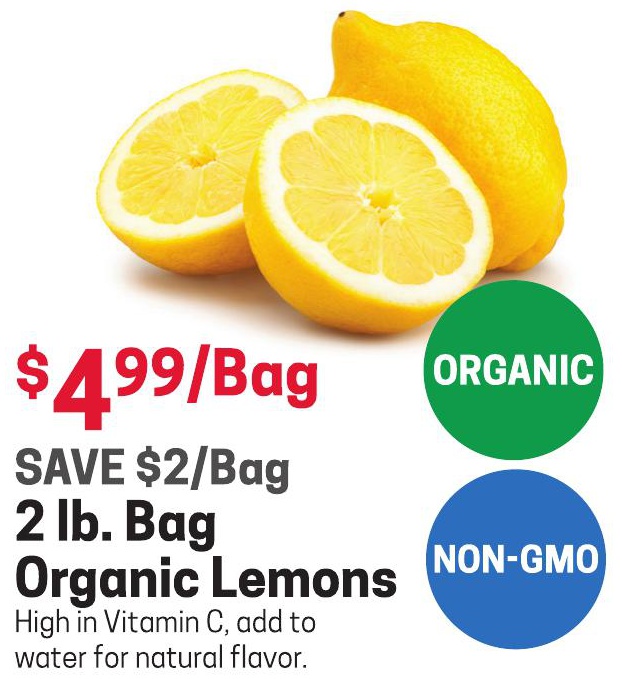 $4.99/Bag
SAVE $2/Bag
2 lb. Bag
Organic Lemons
High in Vitamin C, add to
water for natural flavor.
ORGANIC
NON-GMO